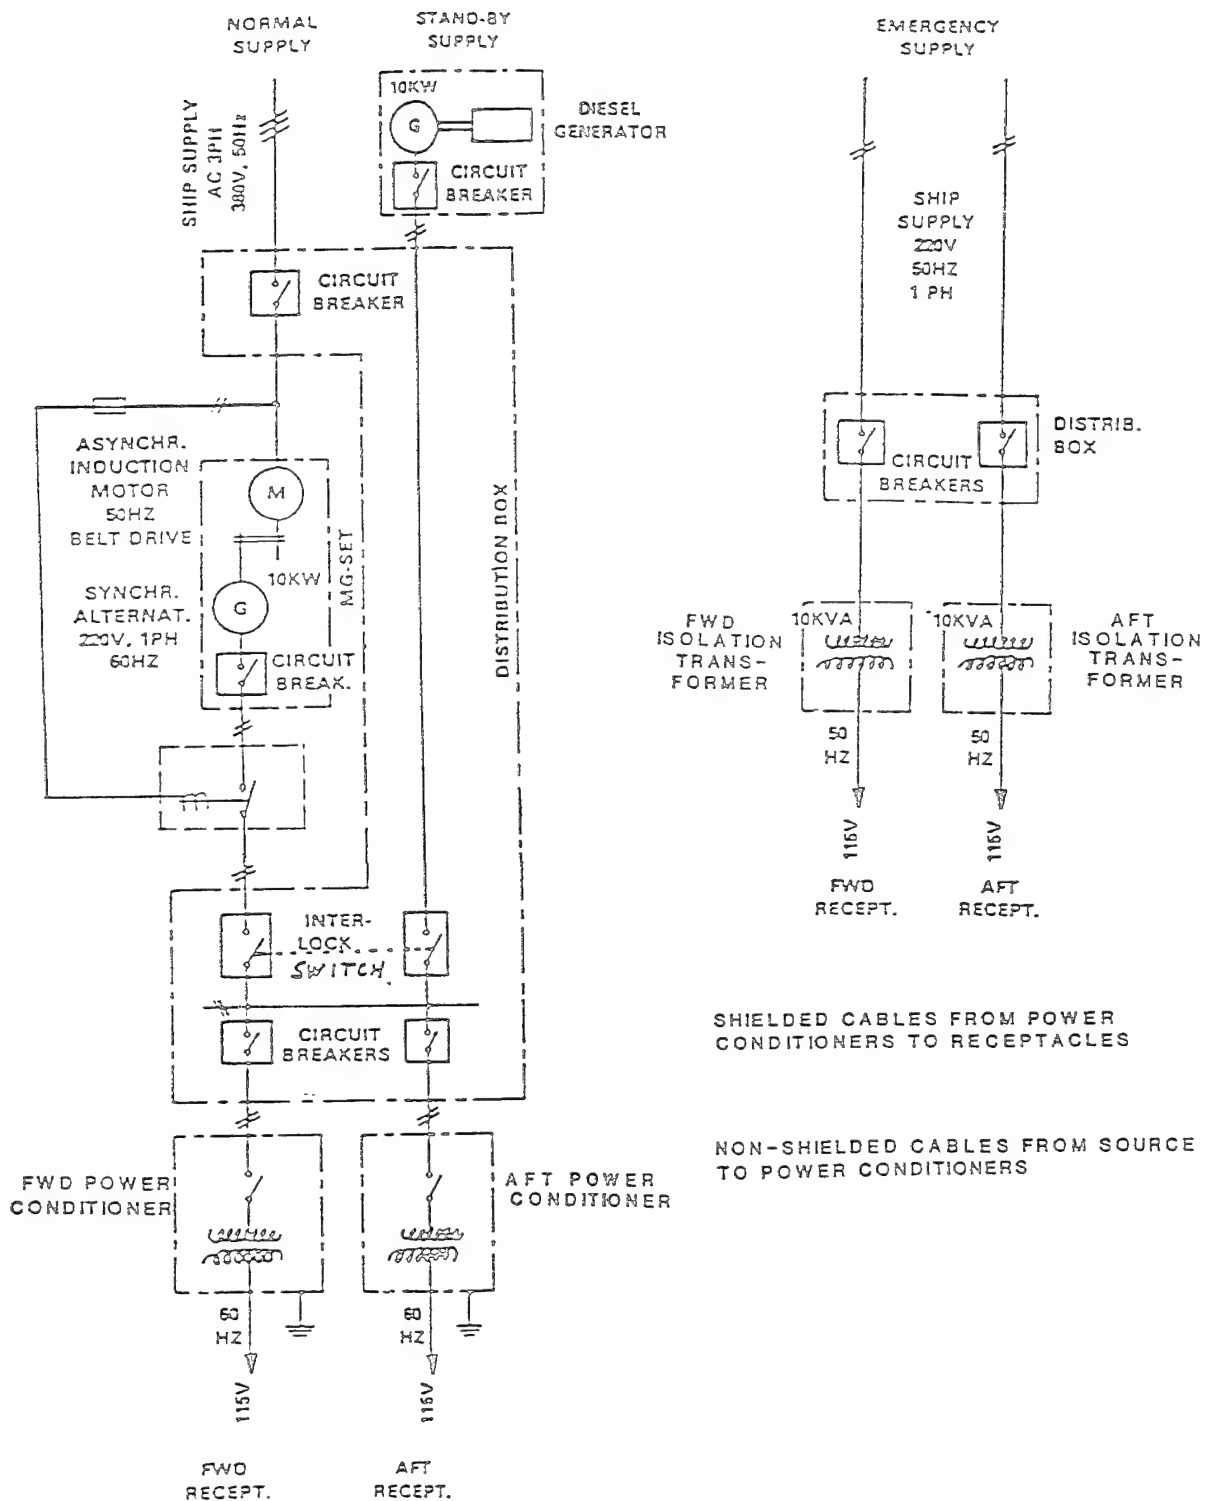 NORMAL
SUPPLY
STAND-BY
SUPPLY
EMERGENCY
SUPPLY
SHIP SUPPLY
AC 3PH
380V, 50Hz
10KW
G
DIESEL
GENERATOR
CIRCUIT
BREAKER
SHIP
SUPPLY
220V
50HZ
1 PH
CIRCUIT
BREAKER
ASYNCHR.
INDUCTION
MOTOR
50HZ
BELT DRIVE
M
10KW
SYNCHR.
ALTERNAT.
220V, 1PH
60HZ
G
CIRCUIT
BREAK.
MG-SET
DISTRIBUTION BOX
DISTRIB.
BOX
CIRCUIT
BREAKERS
FWD
ISOLATION
TRANS-
FORMER
10KVA
10KVA
AFT
ISOLATION
TRANS-
FORMER
50
HZ
50
HZ
115V
115V
FWD
RECEPT.
AFT
RECEPT.
INTER-
LOCK
SWITCH
CIRCUIT
BREAKERS
SHIELDED CABLES FROM POWER
CONDITIONERS TO RECEPTACLES
NON-SHIELDED CABLES FROM SOURCE
TO POWER CONDITIONERS
FWD POWER
CONDITIONER
AFT POWER
CONDITIONER
60
HZ
60
HZ
115V
115V
FWD
RECEPT.
AFT
RECEPT.